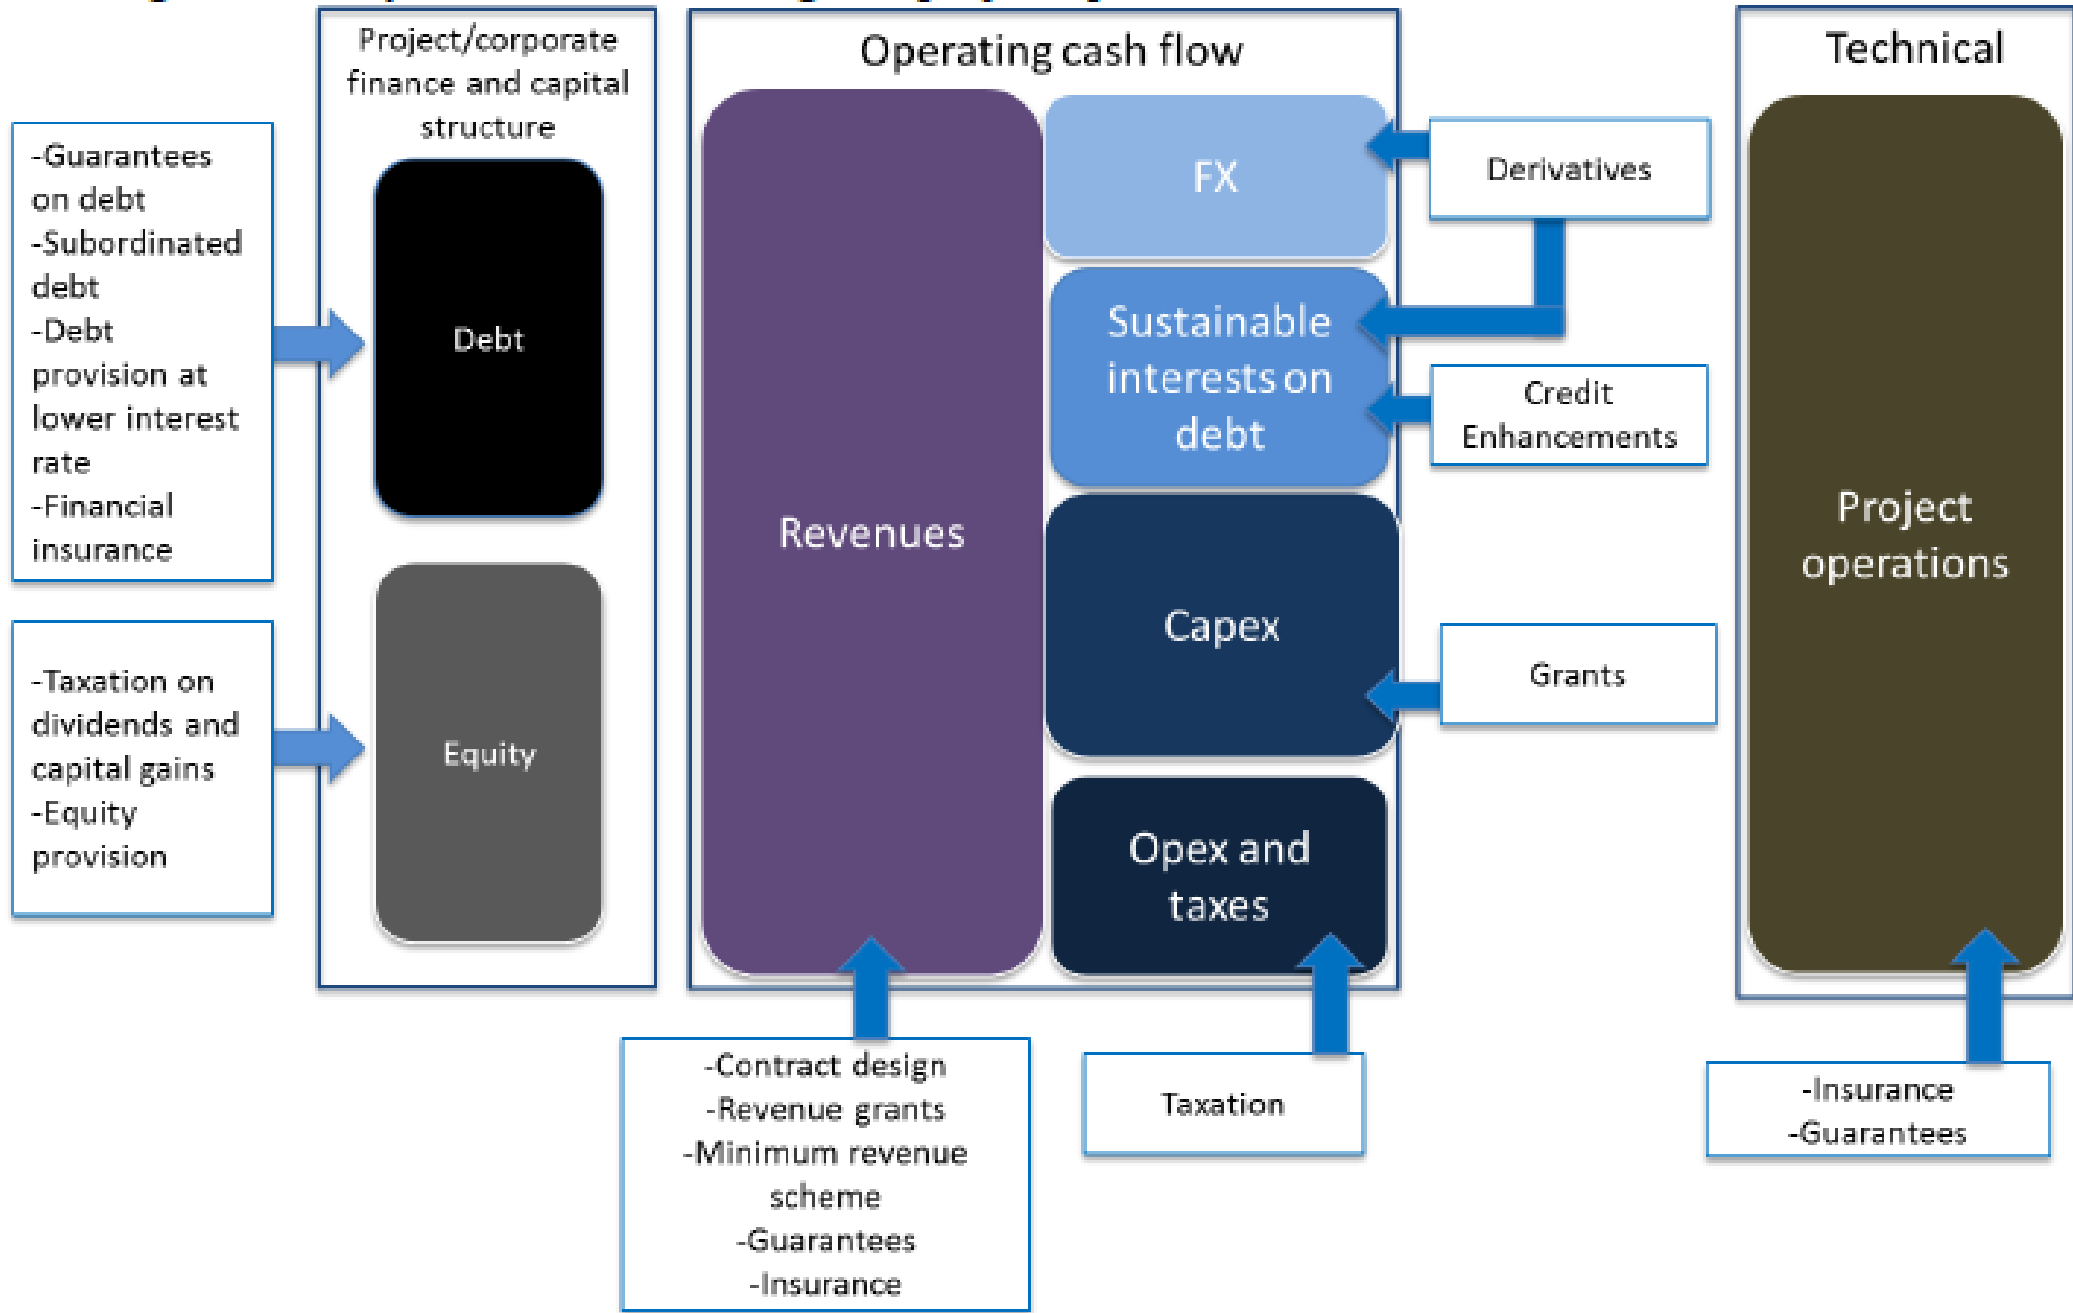 Project/corporate
finance and capital
structure
-Guarantees
on debt
-Subordinated
debt
-Debt
provision at
lower interest
rate
-Financial
insurance
Debt
-Taxation on
dividends and
capital gains
-Equity
provision
Equity
Operating cash flow
Revenues
FX
Sustainable
interests on
debt
Capex
Opex and
taxes
Derivatives
Credit
Enhancements
Grants
Technical
Project
operations
-Contract design
-Revenue grants
-Minimum revenue
scheme
-Guarantees
-Insurance
Taxation
-Insurance
-Guarantees